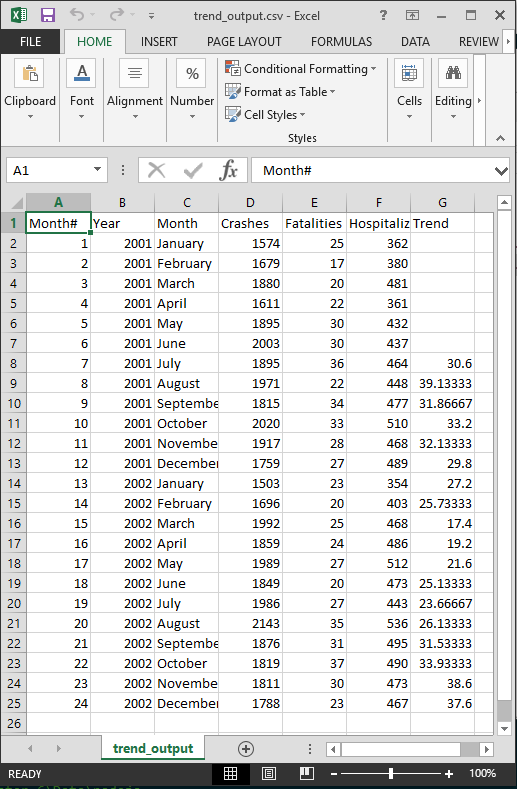 trend_output.csv - Excel
FILE HOME INSERT PAGE LAYOUT FORMULAS DATA REVIEW
Clipboard Font Alignment Number Conditional Formatting Format as Table Cell Styles Styles Cells Editing
A1 fx Month#
A B C D E F G
1 Month# Year Month Crashes Fatalities Hospitaliz Trend
2 1 2001 January 1574 25 362
3 2 2001 February 1679 17 380
4 3 2001 March 1880 20 481
5 4 2001 April 1611 22 361
6 5 2001 May 1895 30 432
7 6 2001 June 2003 30 437
8 7 2001 July 1895 36 464 30.6
9 8 2001 August 1971 22 448 39.13333
10 9 2001 Septembe 1815 34 477 31.86667
11 10 2001 October 2020 33 510 33.2
12 11 2001 Novembe 1917 28 468 32.13333
13 12 2001 December 1759 27 489 29.8
14 13 2002 January 1503 23 354 27.2
15 14 2002 February 1696 20 403 25.73333
16 15 2002 March 1992 25 468 17.4
17 16 2002 April 1859 24 486 19.2
18 17 2002 May 1989 27 512 21.6
19 18 2002 June 1849 20 473 25.13333
20 19 2002 July 1986 27 443 23.66667
21 20 2002 August 2143 35 536 26.13333
22 21 2002 Septembe 1876 31 495 31.53333
23 22 2002 October 1819 37 490 33.93333
24 23 2002 Novembe 1811 30 473 38.6
25 24 2002 December 1788 23 467 37.6
26
trend_output
READY 100%